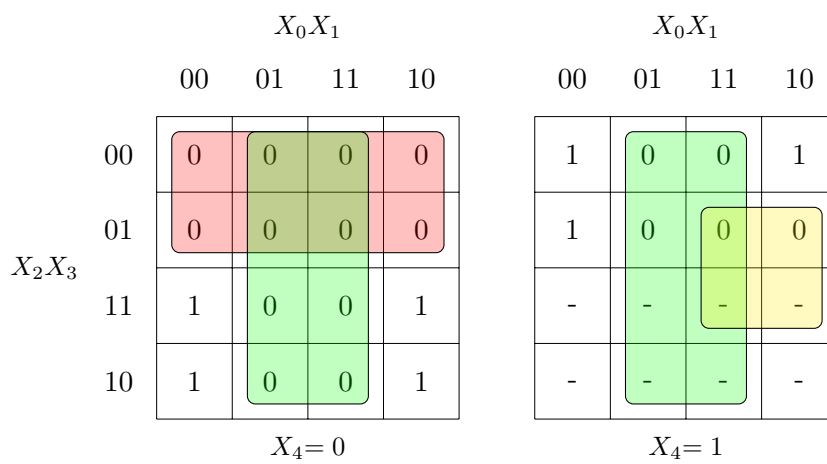 X₀X₁ X₀X₁
00 01 11 10 00 01 11 10
00 0 0 0 0 1 0 0 1
01 0 0 0 0 1 0 0 0
X₂X₃
11 1 0 0 1 - - - -
10 1 0 0 1 - - - -
X₄= 0 X₄= 1